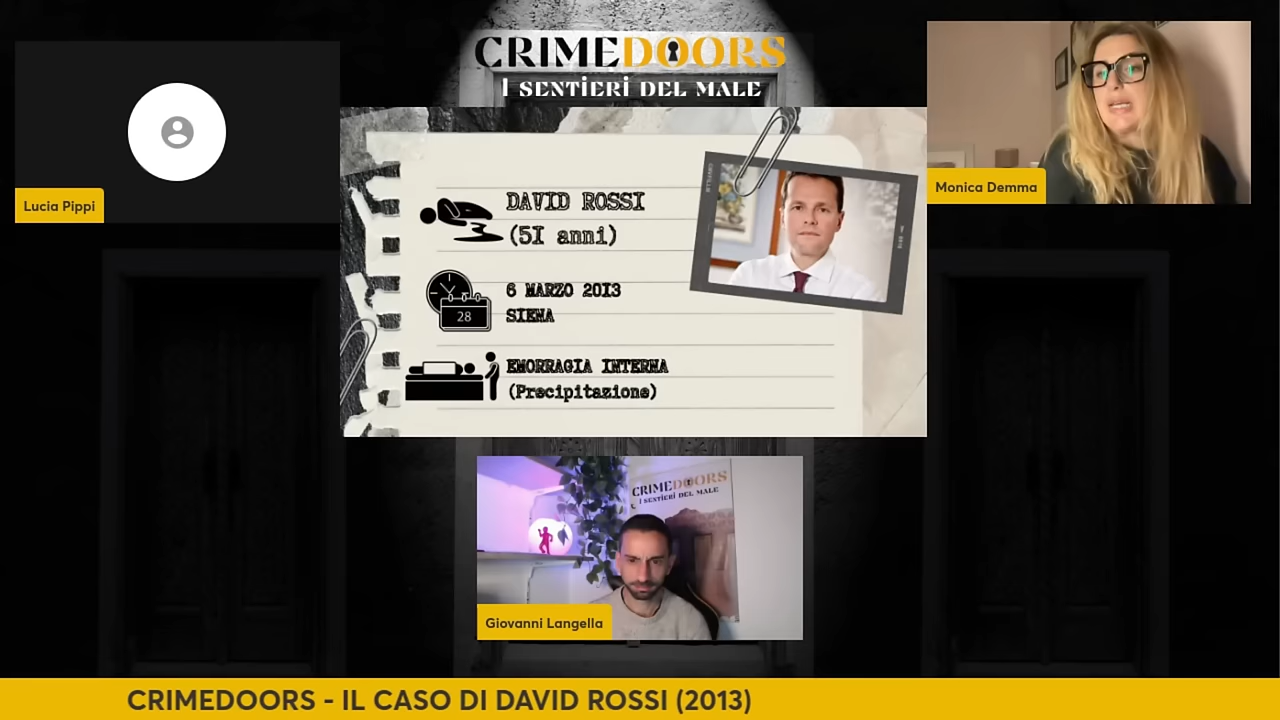 CRIMEDOORS
I SENTIERI DEL MALE
Lucia Pippi
Monica Demma
DAVID ROSSI
(51 anni)
6 MARZO 2013
28
SIENA
EMORRAGIA INTERNA
(Precipitazione)
CRIMEDOORS
I SENTIERI DEL MALE
Giovanni Langella
CRIMEDOORS - IL CASO DI DAVID ROSSI (2013)